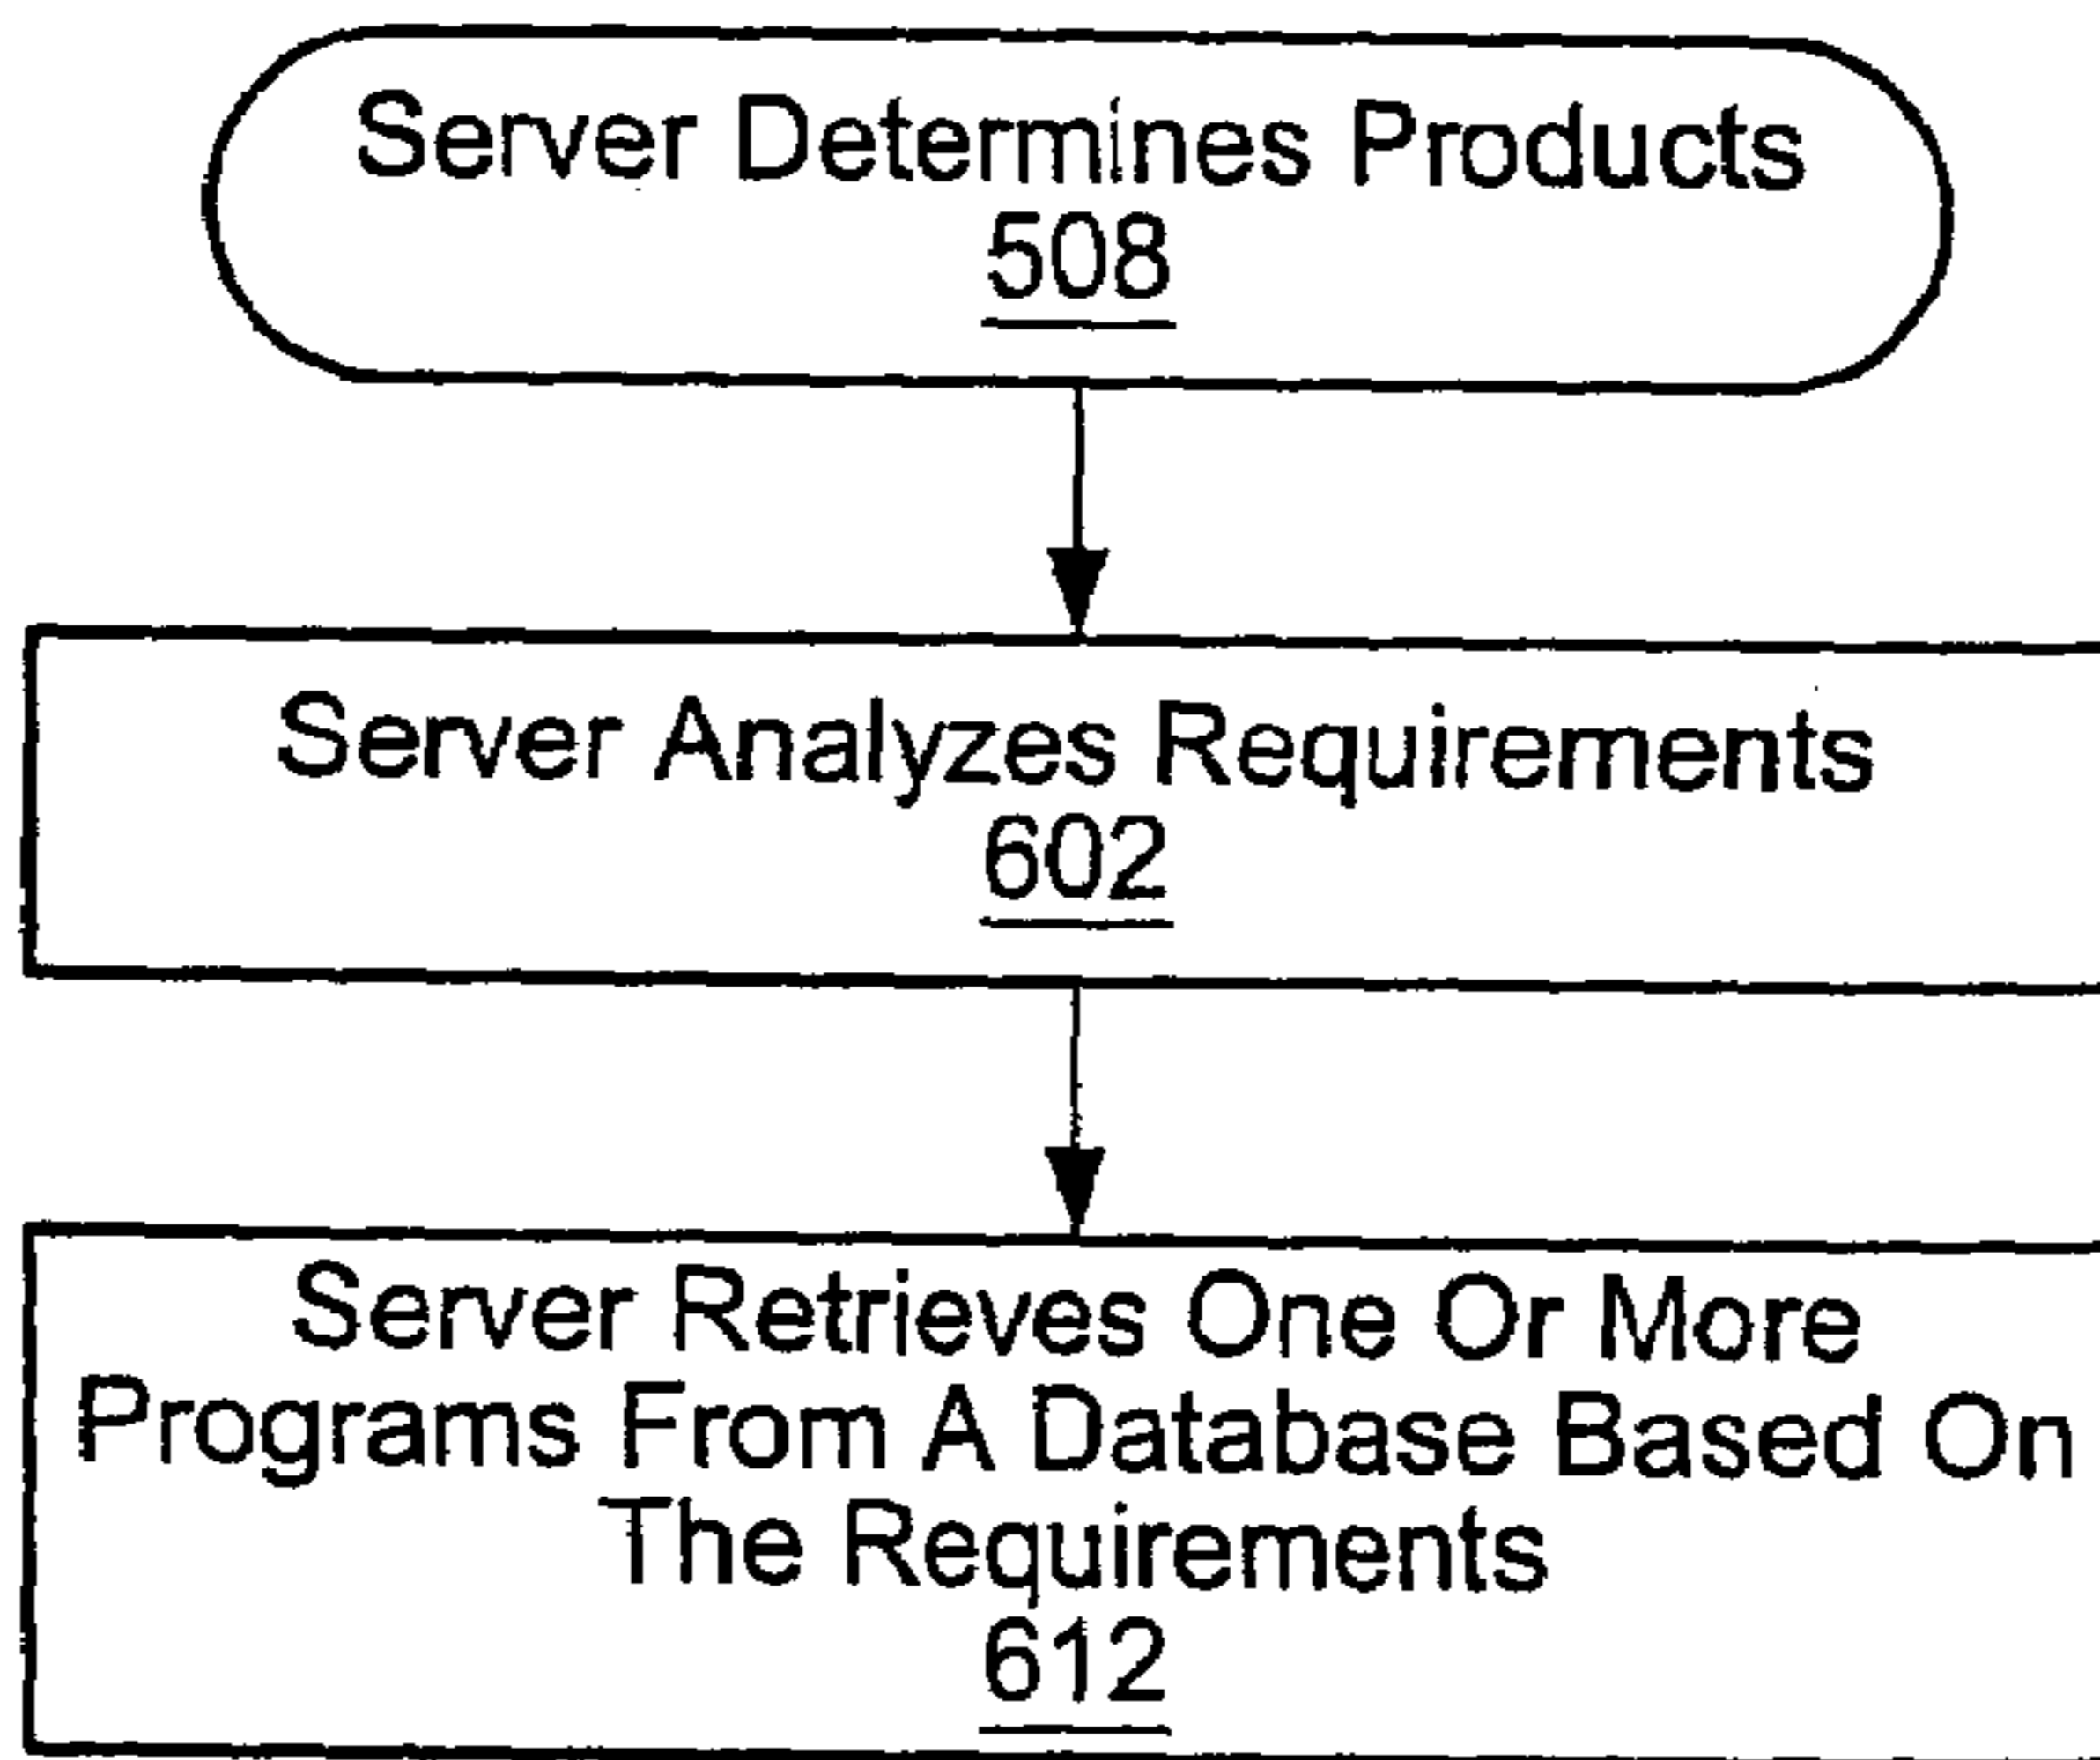 Server Determines Products
508
Server Analyzes Requirements
602
Server Retrieves One Or More
Programs From A Database Based On
The Requirements
612